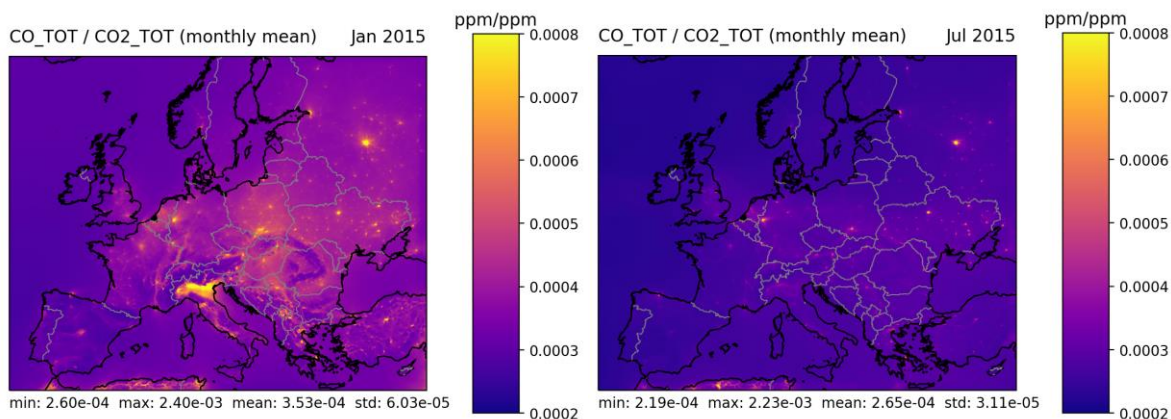 ppm/ppm
CO_TOT / CO2_TOT (monthly mean) Jan 2015
0.0008
0.0007
0.0006
0.0005
0.0004
0.0003
0.0002
min: 2.60e-04 max: 2.40e-03 mean: 3.53e-04 std: 6.03e-05
ppm/ppm
CO_TOT / CO2_TOT (monthly mean) Jul 2015
0.0008
0.0007
0.0006
0.0005
0.0004
0.0003
0.0002
min: 2.19e-04 max: 2.23e-03 mean: 2.65e-04 std: 3.11e-05